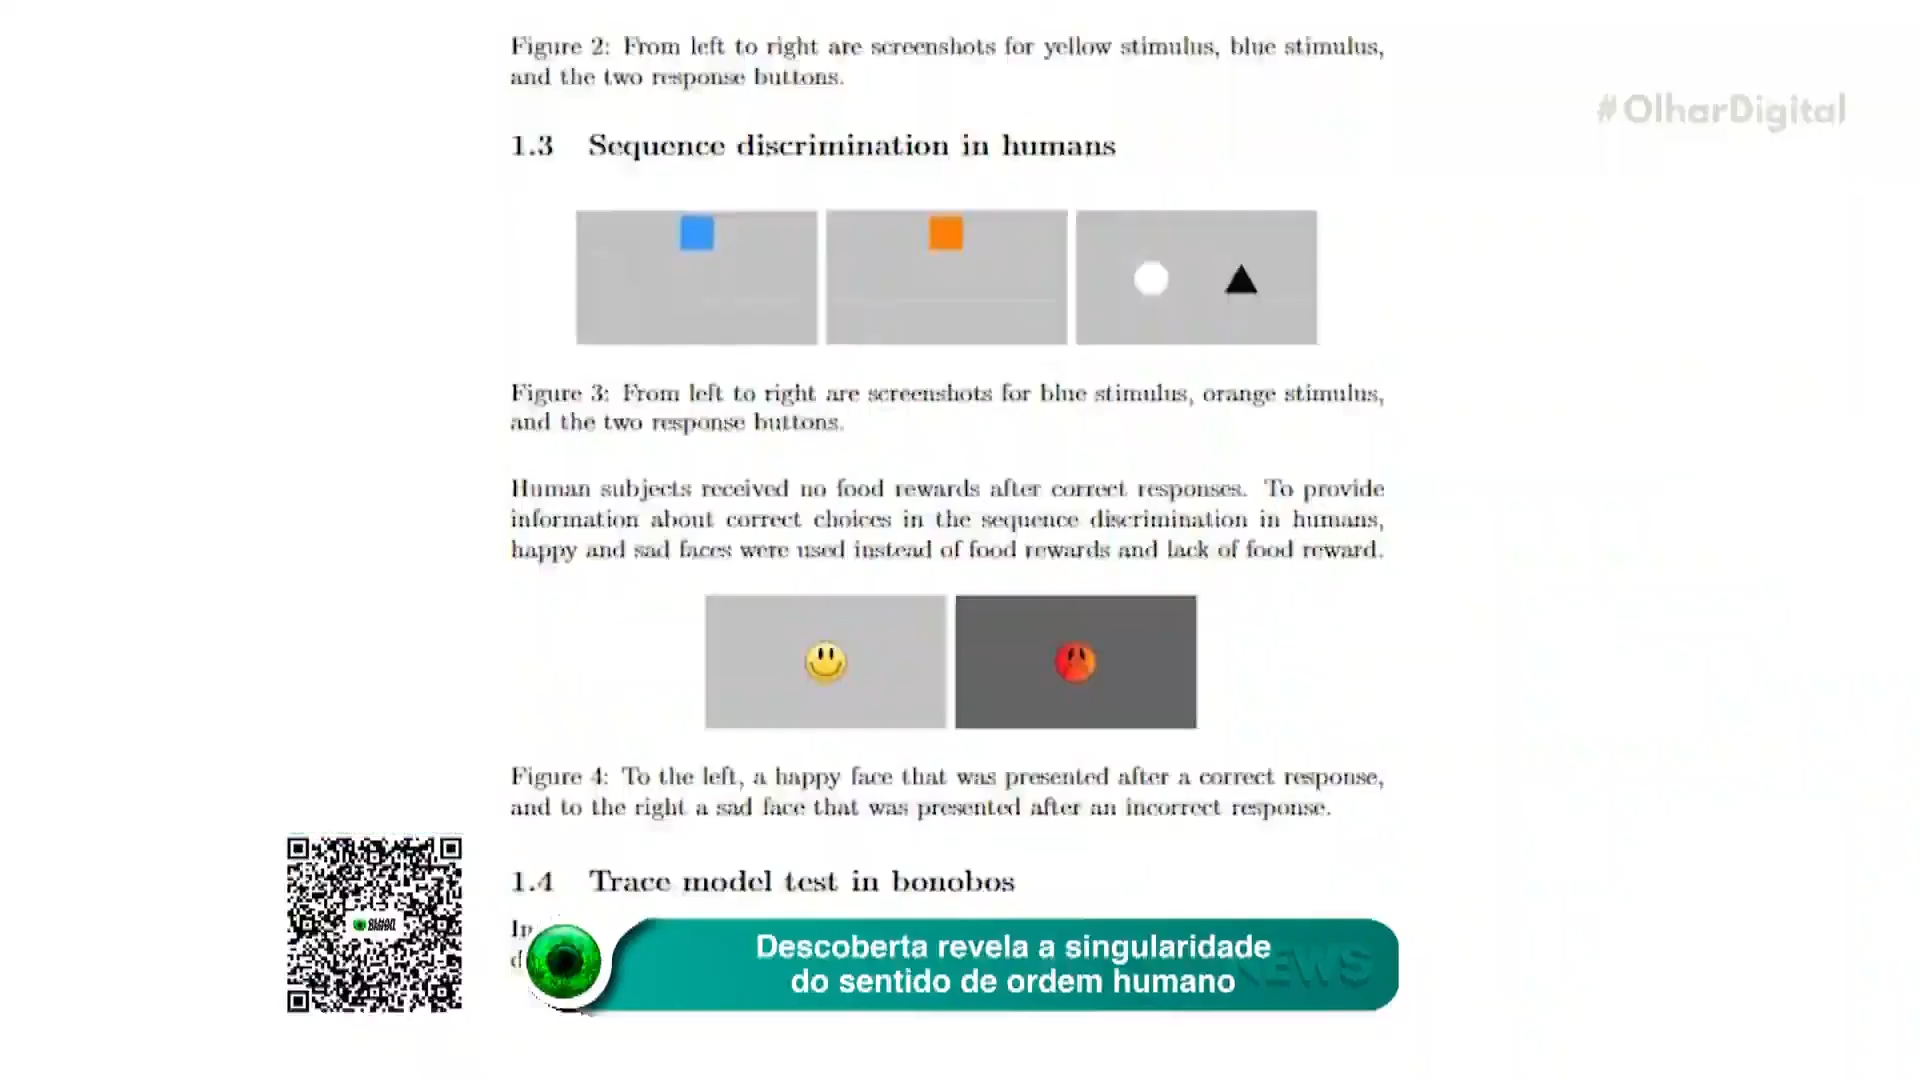 Figure 2: From left to right are screenshots for yellow stimulus, blue stimulus,
and the two response buttons.
#OlharDigital
1.3 Sequence discrimination in humans
Figure 3: From left to right are screenshots for blue stimulus, orange stimulus,
and the two response buttons.
Human subjects received no food rewards after correct responses. To provide
information about correct choices in the sequence discrimination in humans,
happy and sad faces were used instead of food rewards and lack of food reward.
Figure 4: To the left, a happy face that was presented after a correct response,
and to the right a sad face that was presented after an incorrect response.
1.4 Trace model test in bonobos
In
Descoberta revela a singularidade
do sentido de ordem humano
NEWS